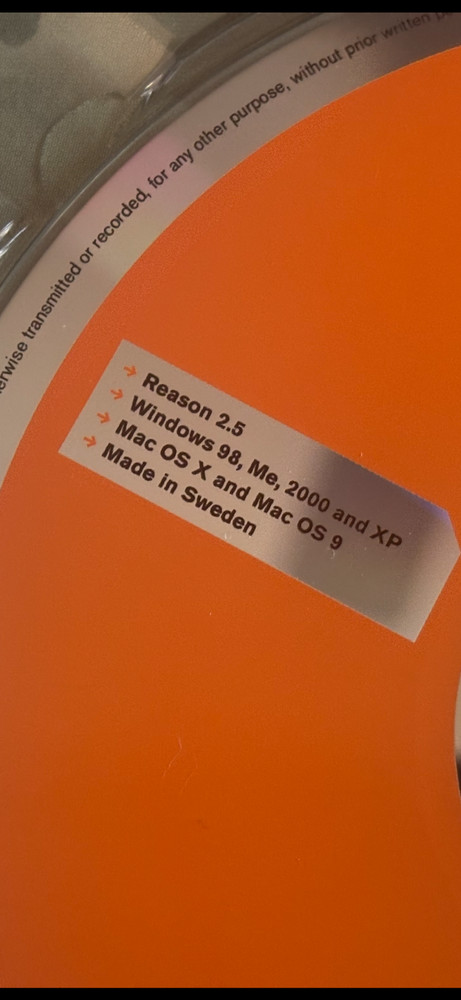 erwise transmitted or recorded, for any other purpose, without prior written
→ Reason 2.5
→ Windows 98, Me, 2000 and XP
→ Mac OS X and Mac OS 9
→ Made in Sweden